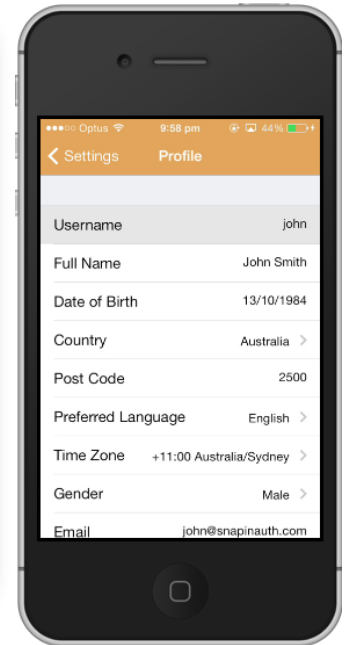 Optus 9:58 pm 44%
Settings Profile
Username john
Full Name John Smith
Date of Birth 13/10/1984
Country Australia
Post Code 2500
Preferred Language English
Time Zone +11:00 Australia/Sydney
Gender Male
Email john@snapinauth.com